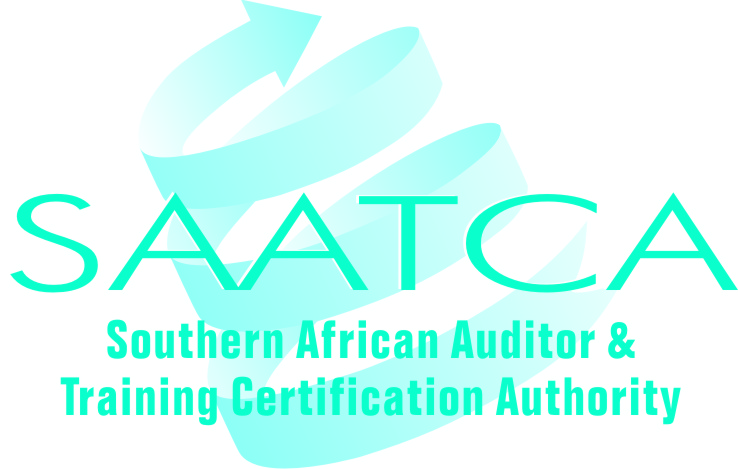 SAATCA
Southern African Auditor &
Training Certification Authority